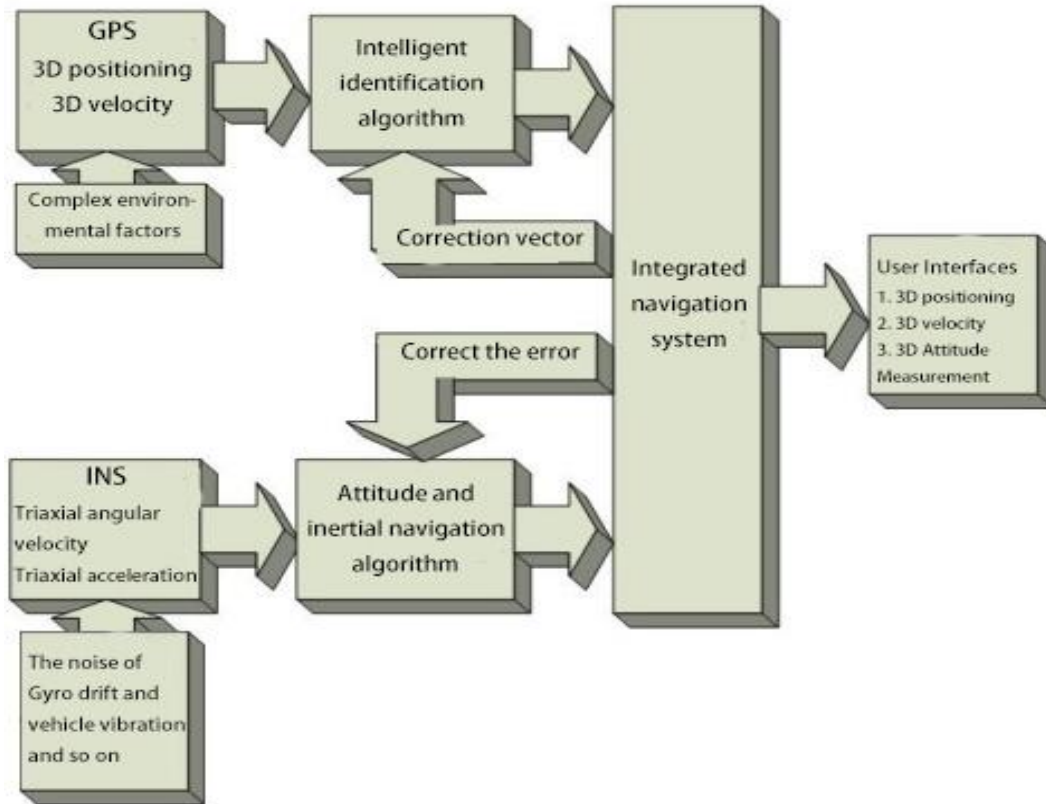 GPS
3D positioning
3D velocity
Intelligent
identification
algorithm
Complex environ-
mental factors
Correction vector
Integrated
navigation
system
User Interfaces
1. 3D positioning
2. 3D velocity
3. 3D Attitude
Measurement
Correct the error
INS
Triaxial angular
velocity
Triaxial acceleration
Attitude and
inertial navigation
algorithm
The noise of
Gyro drift and
vehicle vibration
and so on